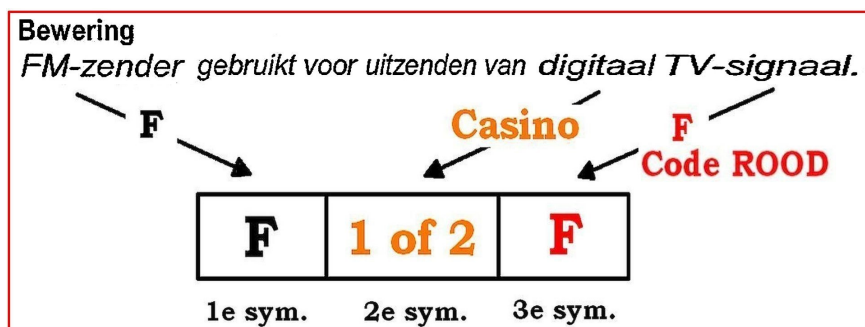 Bewering
FM-zender gebruikt voor uitzenden van digitaal TV-signaal.
F
Casino
F
Code ROOD
F
1 of 2
F
1e sym.
2e sym.
3e sym.